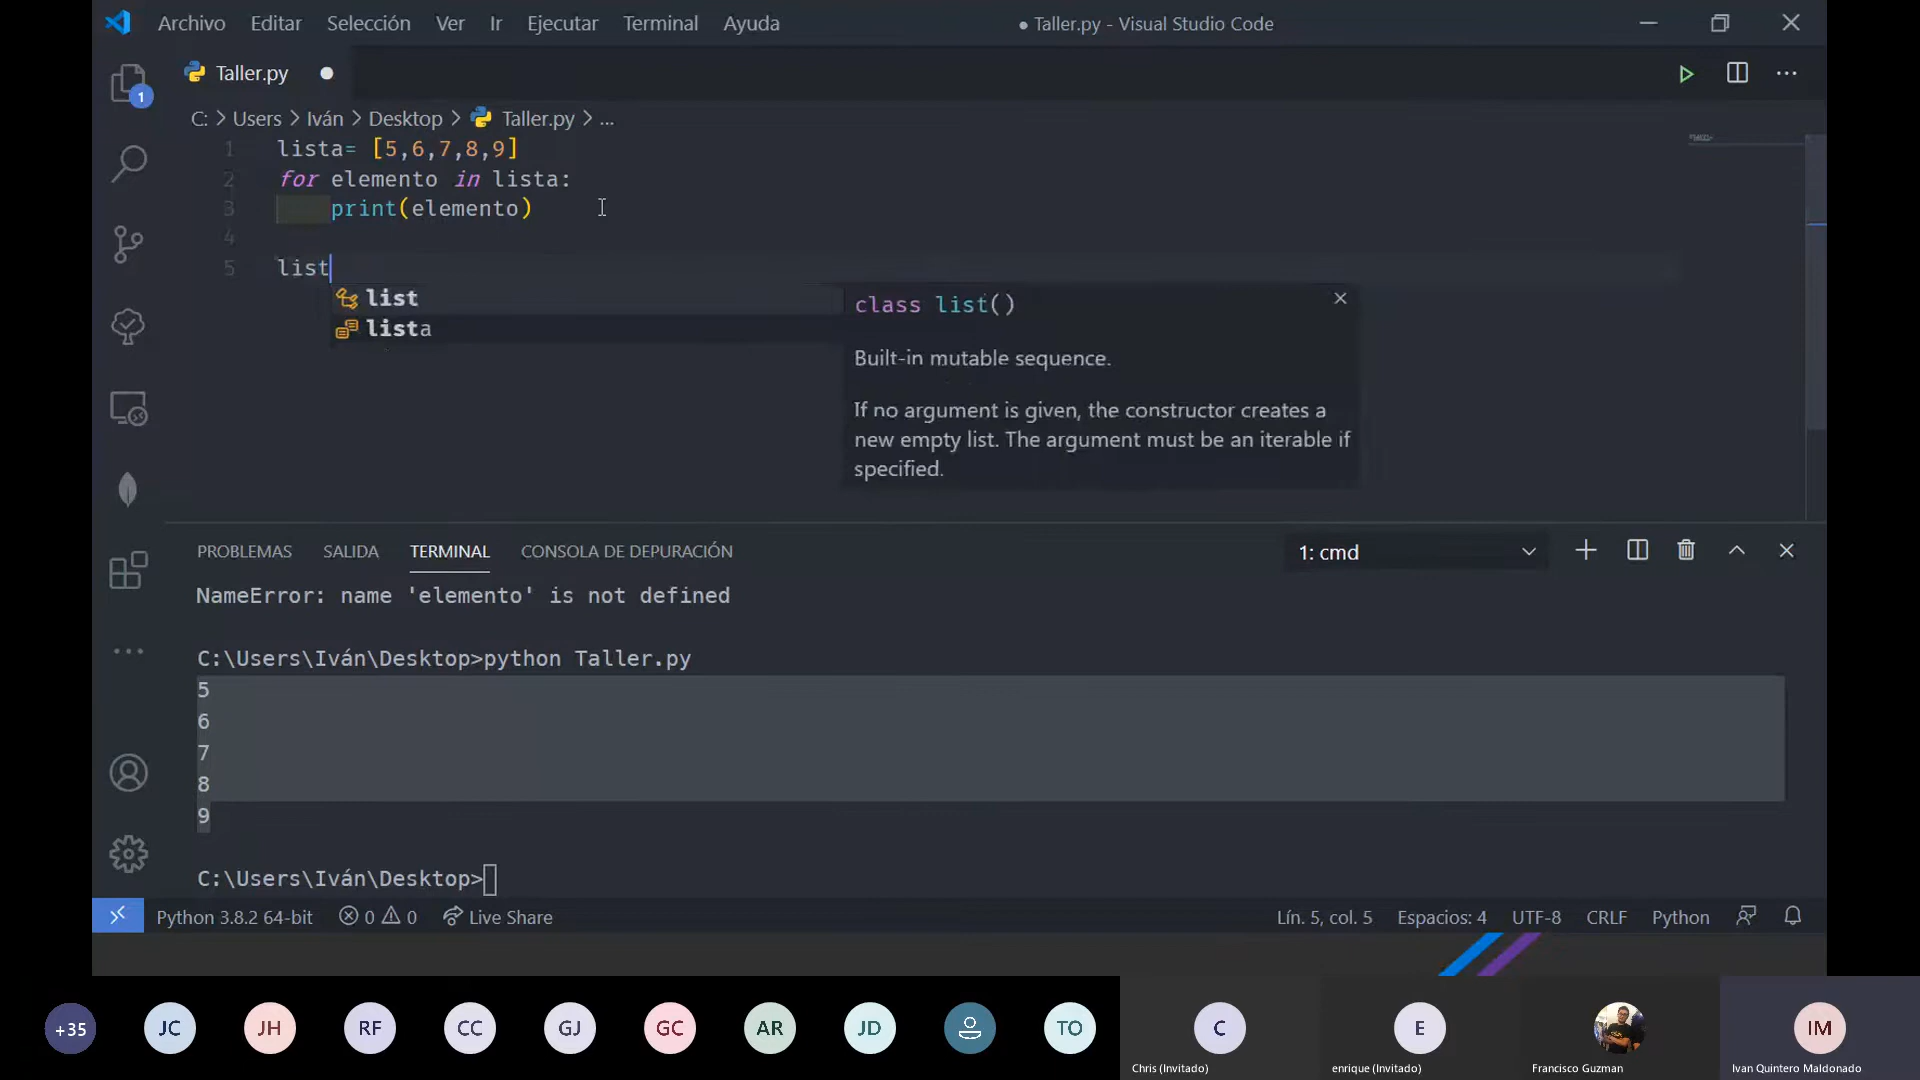 Archivo Editar Selección Ver Ir Ejecutar Terminal Ayuda ● Taller.py - Visual Studio Code
Taller.py
1
C: > Users > Iván > Desktop > Taller.py > ...
1 lista= [5,6,7,8,9]
2 for elemento in lista:
3 print(elemento)
4
5 list
list
lista
class list()
Built-in mutable sequence.
If no argument is given, the constructor creates a
new empty list. The argument must be an iterable if
specified.
PROBLEMAS SALIDA TERMINAL CONSOLA DE DEPURACIÓN 1: cmd
NameError: name 'elemento' is not defined
C:\Users\Iván\Desktop>python Taller.py
5
6
7
8
9
C:\Users\Iván\Desktop>
Python 3.8.2 64-bit 0 0 Live Share Lín. 5, col. 5 Espacios: 4 UTF-8 CRLF Python
+35 JC JH RF CC GJ GC AR JD TO C E IM
Chris (Invitado) enrique (Invitado) Francisco Guzman Ivan Quintero Maldonado